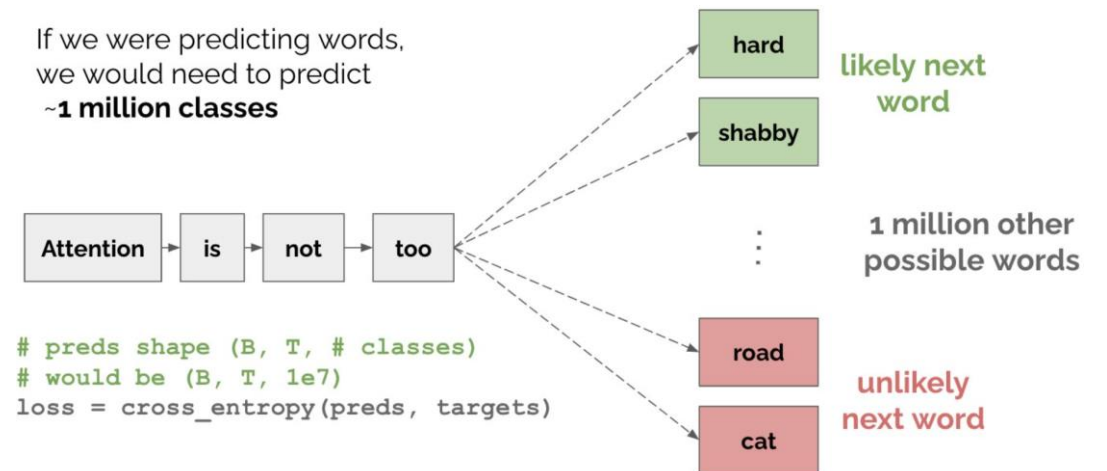 If we were predicting words,
we would need to predict
~1 million classes
Attention
is
not
too
hard
shabby
⋮
road
cat
likely next
word
1 million other
possible words
unlikely
next word
# preds shape (B, T, # classes)
# would be (B, T, 1e7)
loss = cross_entropy(preds, targets)